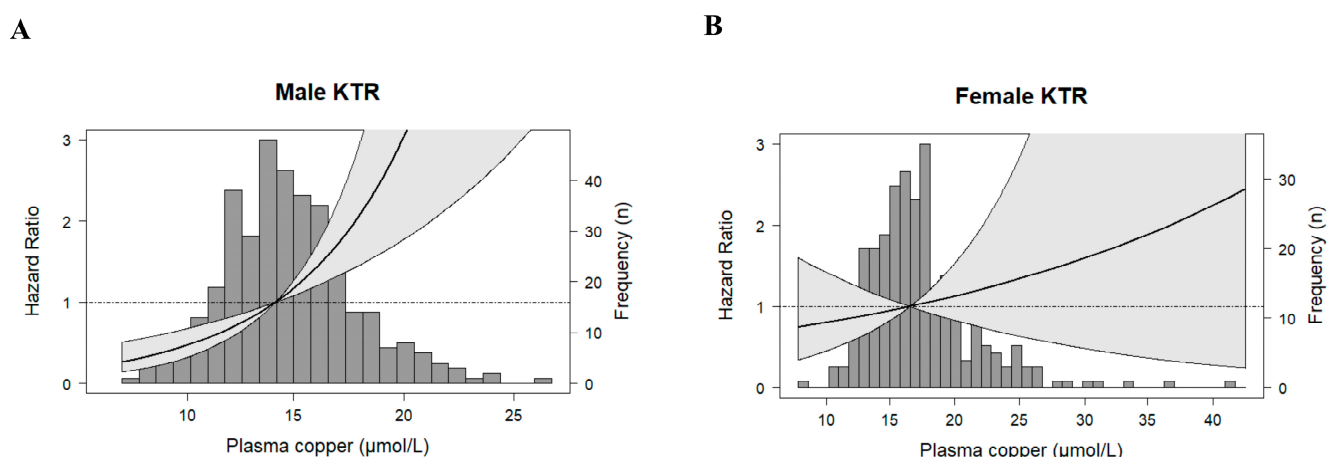 A
Male KTR
Hazard Ratio
3
2
1
0
Frequency (n)
40
30
20
10
0
10 15 20 25
Plasma copper (µmol/L)
B
Female KTR
Hazard Ratio
3
2
1
0
Frequency (n)
30
20
10
0
10 15 20 25 30 35 40
Plasma copper (µmol/L)